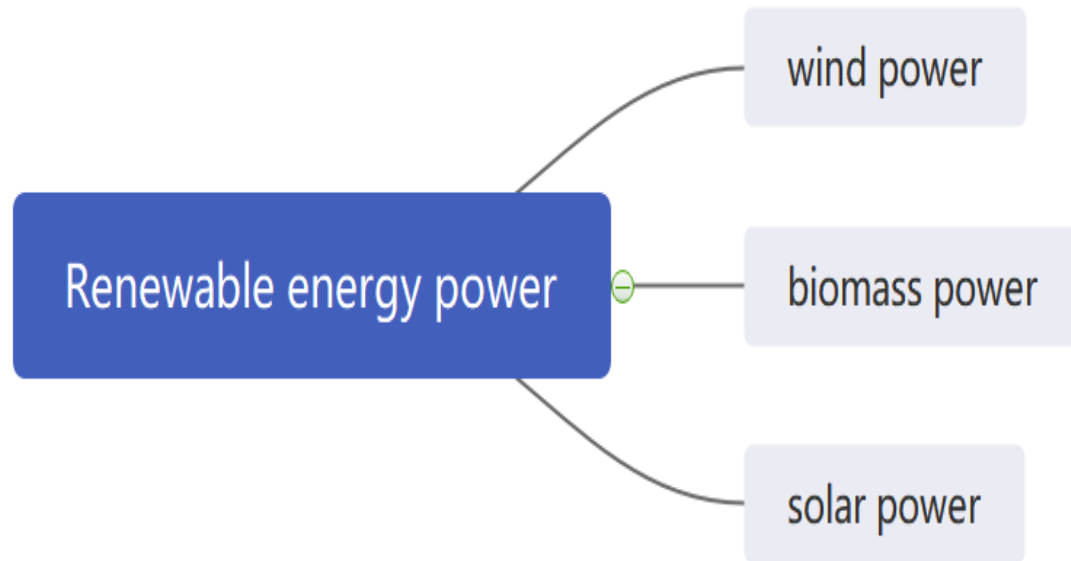 wind power
Renewable energy power
biomass power
solar power